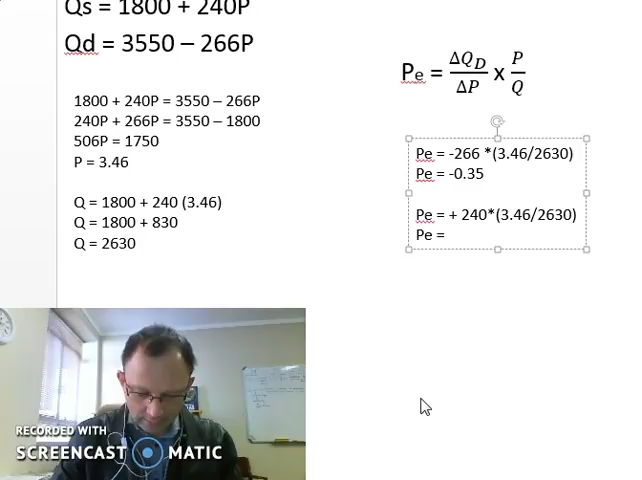 Qs = 1800 + 240P
Qd = 3550 – 266P
1800 + 240P = 3550 – 266P
240P + 266P = 3550 – 1800
506P = 1750
P = 3.46
Q = 1800 + 240 (3.46)
Q = 1800 + 830
Q = 2630
Pe = ΔQ_D/ΔP x P/Q
Pe = -266 *(3.46/2630)
Pe = -0.35
Pe = + 240*(3.46/2630)
Pe =
RECORDED WITH
SCREENCAST MATIC